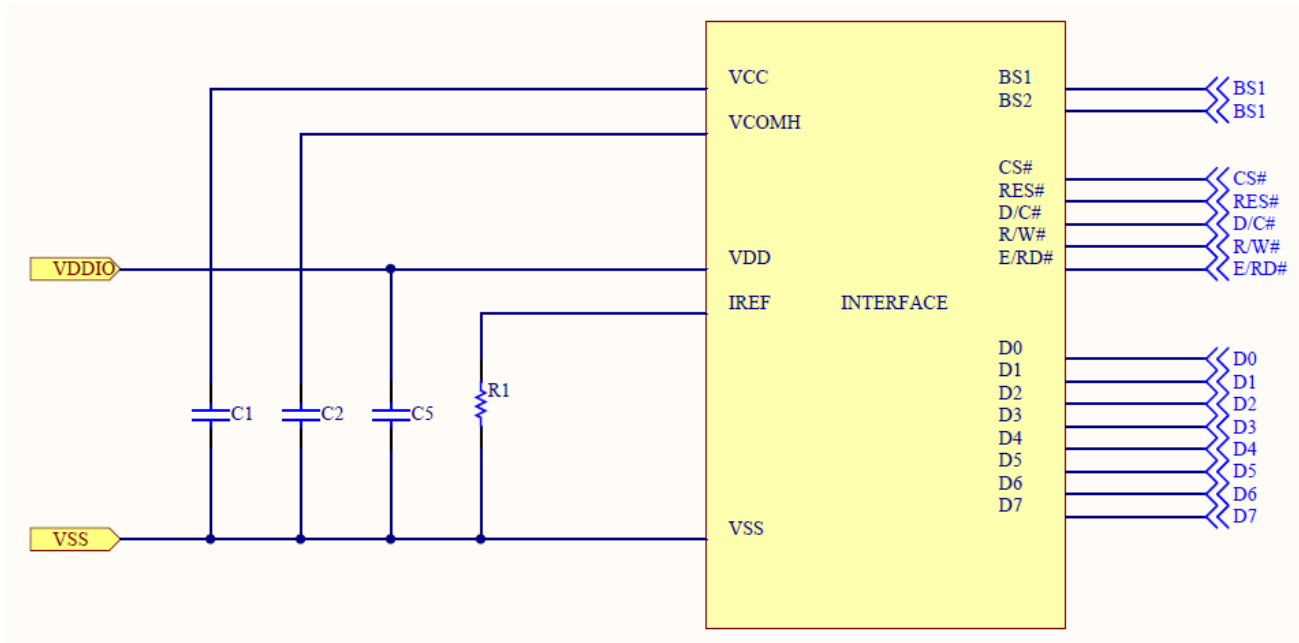 VCC
VCOMH
VDDIO
VDD
IREF
INTERFACE
C1
C2
C5
R1
VSS
VSS
BS1
BS2
CS#
RES#
D/C#
R/W#
E/RD#
D0
D1
D2
D3
D4
D5
D6
D7
BS1
BS1
CS#
RES#
D/C#
R/W#
E/RD#
D0
D1
D2
D3
D4
D5
D6
D7